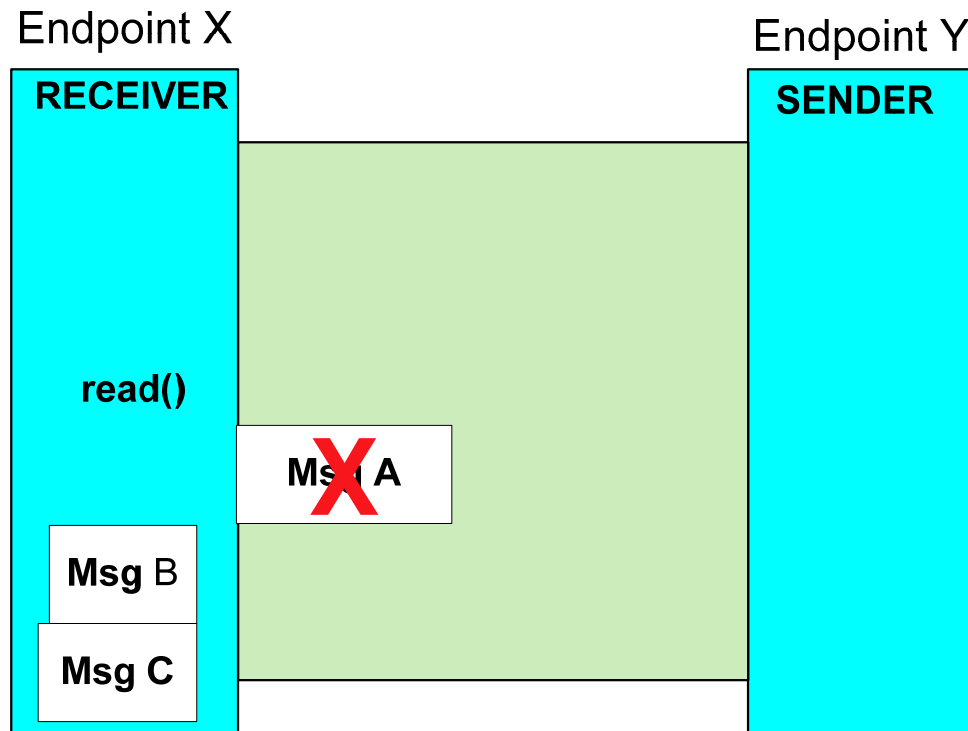 Endpoint X
Endpoint Y
RECEIVER
SENDER
read()
Msg A
X
Msg B
Msg C